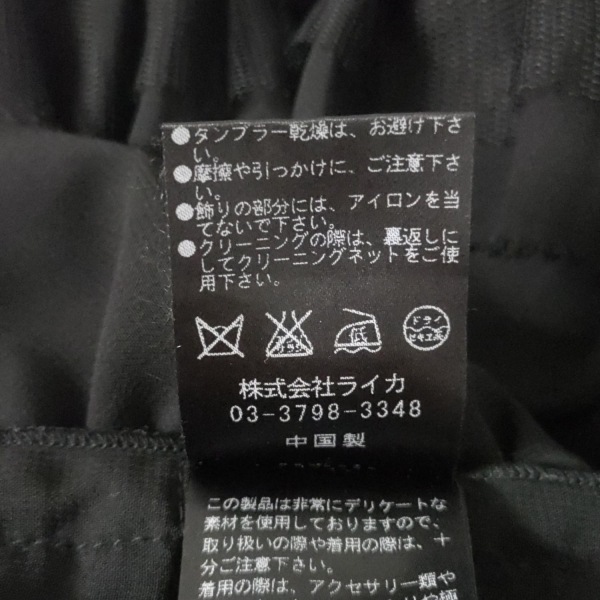 ●タンブラー乾燥は、お避け下さ
い。
●摩擦や引っかけに、ご注意下さ
い。
●飾りの部分には、アイロンを当
てないで下さい。
●クリーニングの際は、裏返しに
してクリーニングネットをご使
用下さい。
低 ドライ
セキユ系
株式会社ライカ
03-3798-3348
中国製
この製品は非常にデリケートな
素材を使用しておりますので、
取り扱いの際や着用の際は、十
分ご注意下さい。
着用の際は、アクセサリー類や